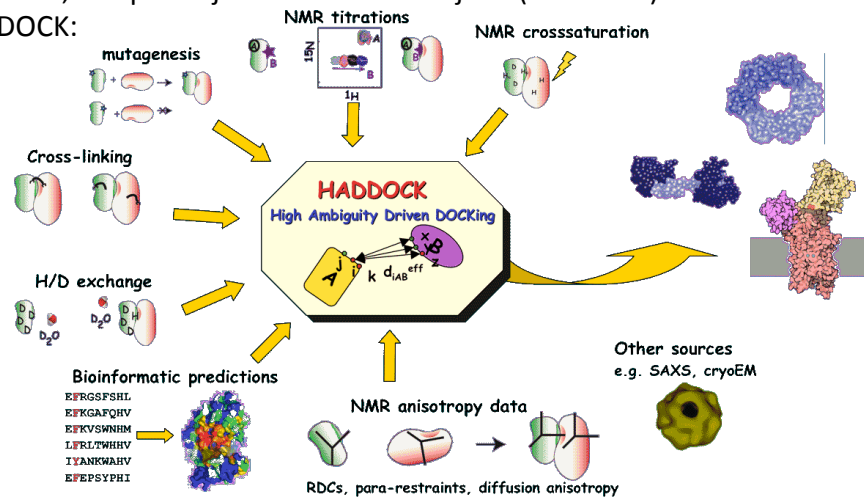 DOCK:
NMR titrations
A
B
15N
A
B
1H
A
NMR crosssaturation
D
H
D
H
D
H
H
mutagenesis
+
+
Cross-linking
HADDOCK
High Ambiguity Driven DOCKing
A
j
i
k
diABeff
x
B
y
z
H/D exchange
D
D
D
D
D2O
D2O
D
D
D
H
Bioinformatic predictions
EFRGSFSHL
EFKGAFQHV
EFKVSWNHM
LFRLTWHHV
IYANKWAHV
EFEPSYPHI
NMR anisotropy data
+
RDCs, para-restraints, diffusion anisotropy
Other sources
e.g. SAXS, cryoEM